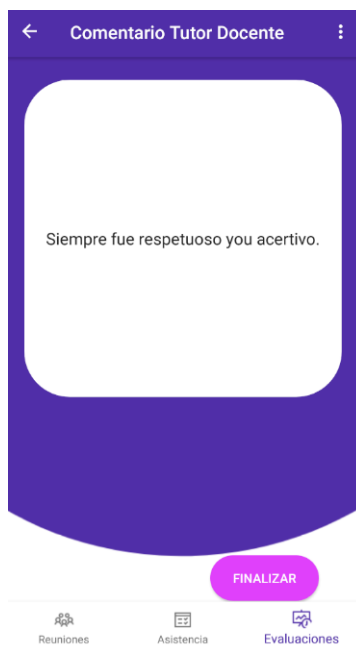 Comentario Tutor Docente
Siempre fue respetuoso you acertivo.
FINALIZAR
Reuniones
Asistencia
Evaluaciones